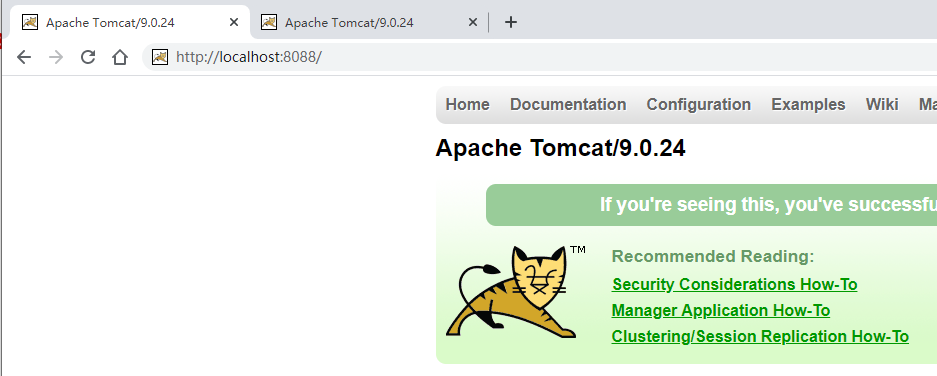 Apache Tomcat/9.0.24 Apache Tomcat/9.0.24
http://localhost:8088/
Home Documentation Configuration Examples Wiki Ma
Apache Tomcat/9.0.24
If you're seeing this, you've successfu
TM
Recommended Reading:
Security Considerations How-To
Manager Application How-To
Clustering/Session Replication How-To